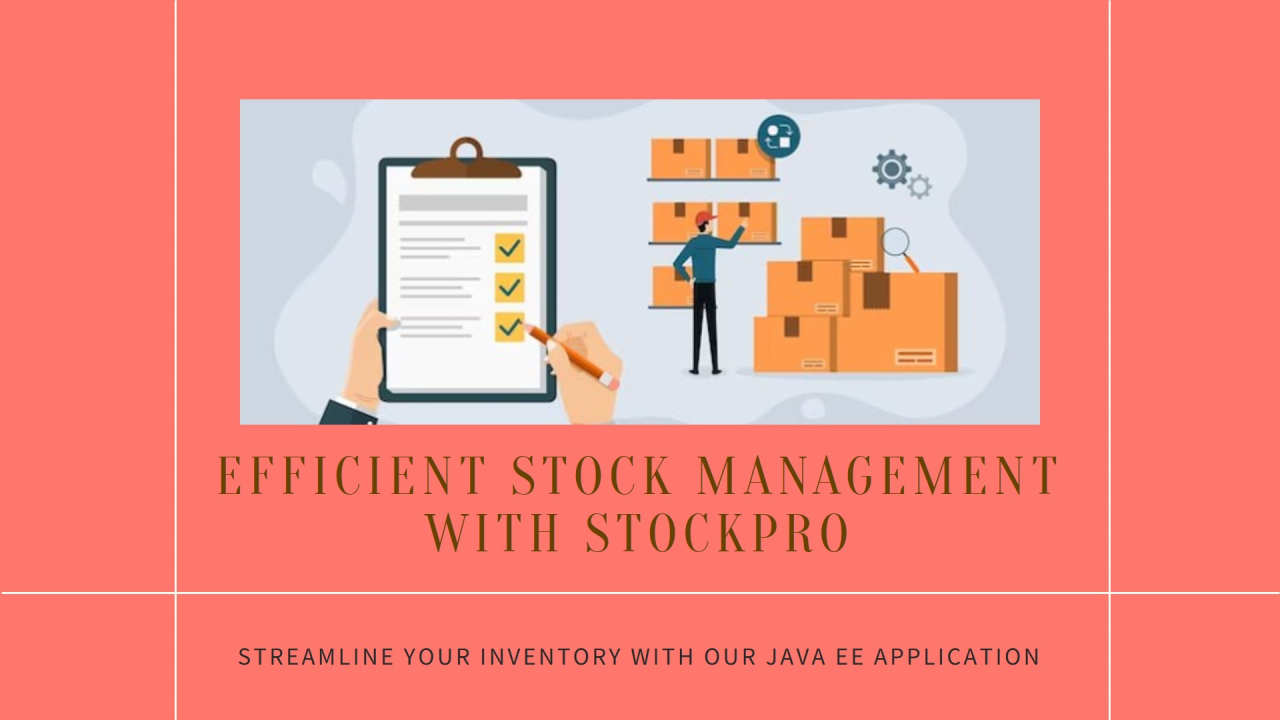 EFFICIENT STOCK MANAGEMENT
WITH STOCKPRO
STREAMLINE YOUR INVENTORY WITH OUR JAVA EE APPLICATION